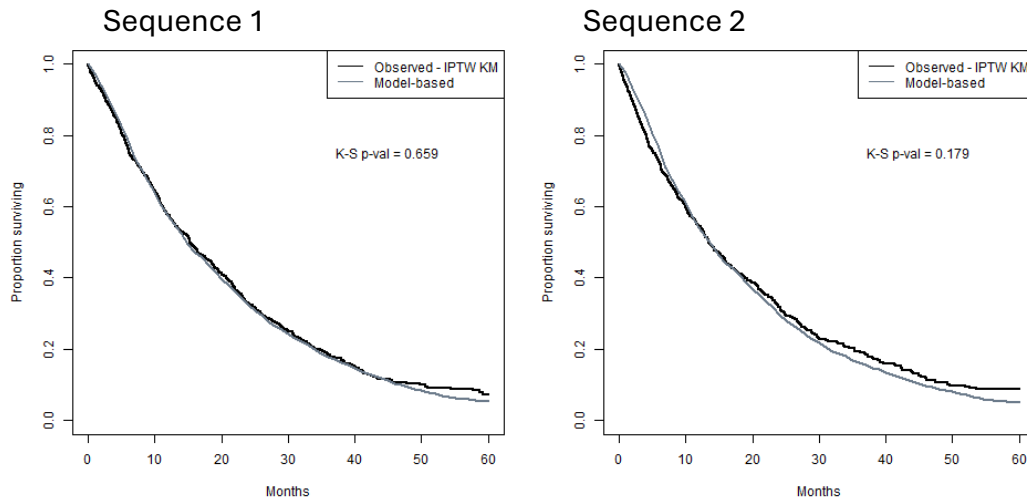 Sequence 1
Observed - IPTW KM
Model-based
K-S p-val = 0.659
Proportion surviving
0.0
0.2
0.4
0.6
0.8
1.0
0 10 20 30 40 50 60
Months
Sequence 2
Observed - IPTW KM
Model-based
K-S p-val = 0.179
Proportion surviving
0.0
0.2
0.4
0.6
0.8
1.0
0 10 20 30 40 50 60
Months